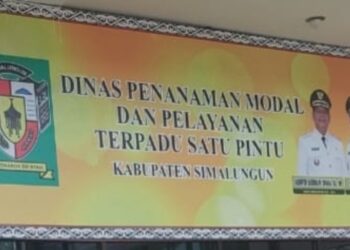 DINAS PENANAMAN MODAL
DAN PELAYANAN
TERPADU SATU PINTU
KABUPATEN SIMALUNGUN